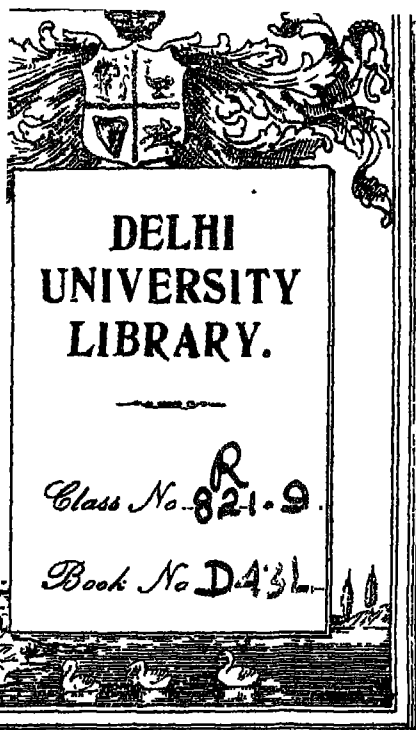 DELHI
UNIVERSITY
LIBRARY.
R
Class No. 821.9
Book No D43L